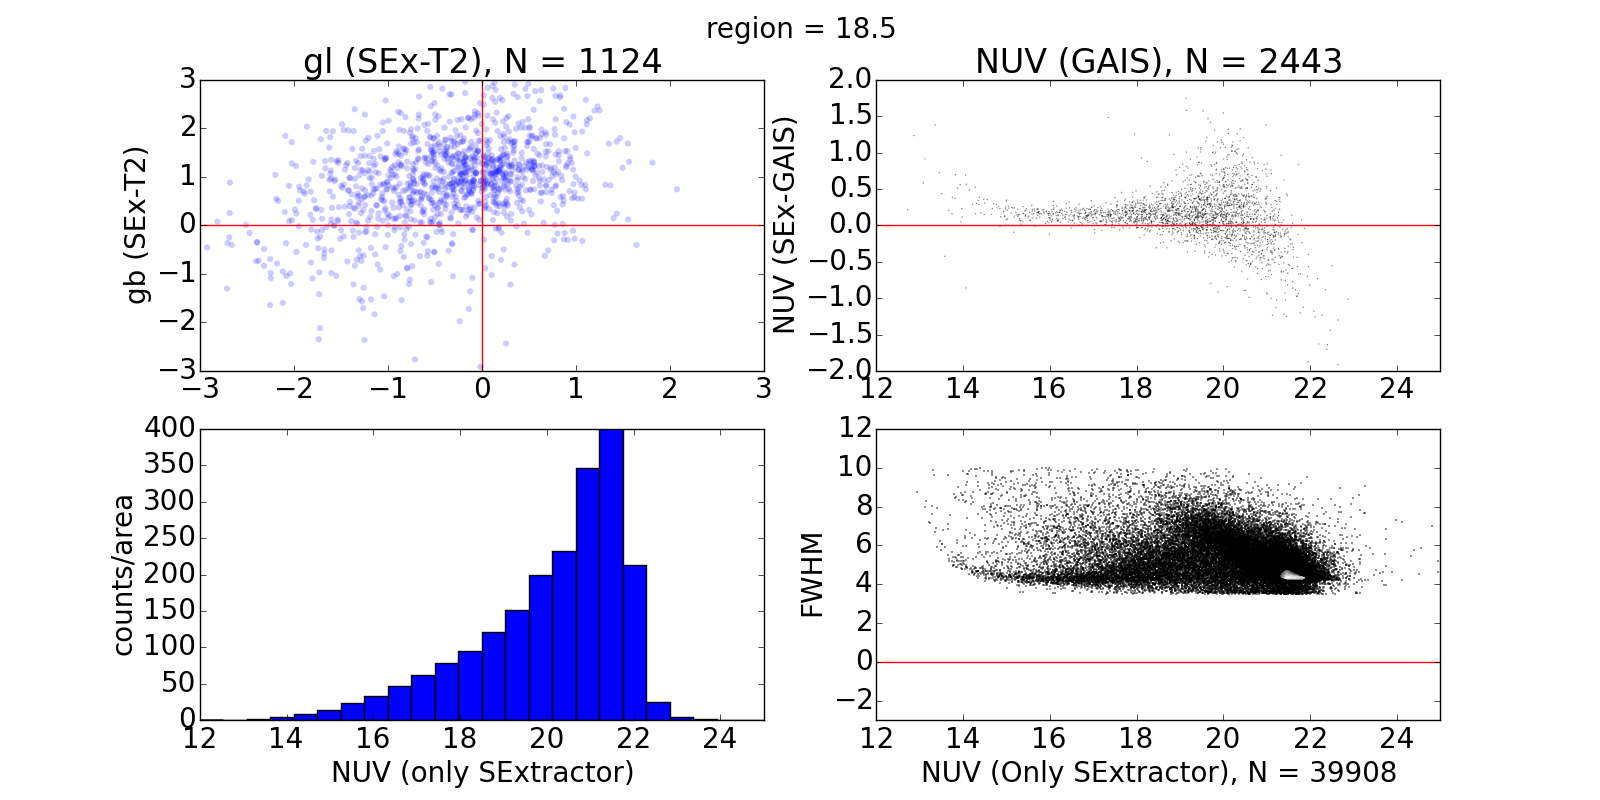 region = 18.5
gl (SEx-T2), N = 1124
NUV (GAIS), N = 2443
gb (SEx-T2)
3
2
1
0
−1
−2
−3
−3 −2 −1 0 1 2 3
NUV (SEx-GAIS)
2.0
1.5
1.0
0.5
0.0
−0.5
−1.0
−1.5
−2.0
12 14 16 18 20 22 24
counts/area
400
350
300
250
200
150
100
50
0
12 14 16 18 20 22 24
NUV (only SExtractor)
FWHM
12
10
8
6
4
2
0
−2
12 14 16 18 20 22 24
NUV (Only SExtractor), N = 39908